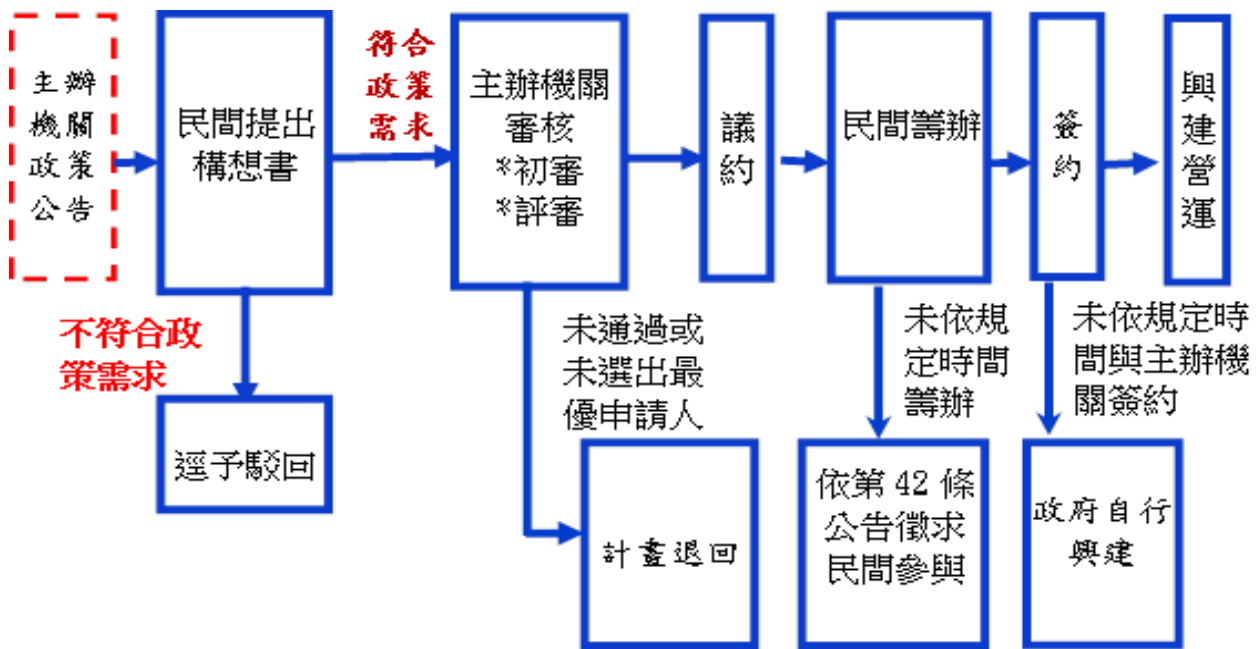 主辦
機關
政策
公告
民間提出
構想書
符合
政策
需求
主辦機關
審核
*初審
*評審
議
約
民間籌辦
簽
約
興
建
營
運
不符合政
策需求
逕予駁回
未通過或
未選出最
優申請人
計畫退回
未依規
定時間
籌辦
依第 42 條
公告徵求
民間參與
未依規定時
間與主辦機
關簽約
政府自行
興建